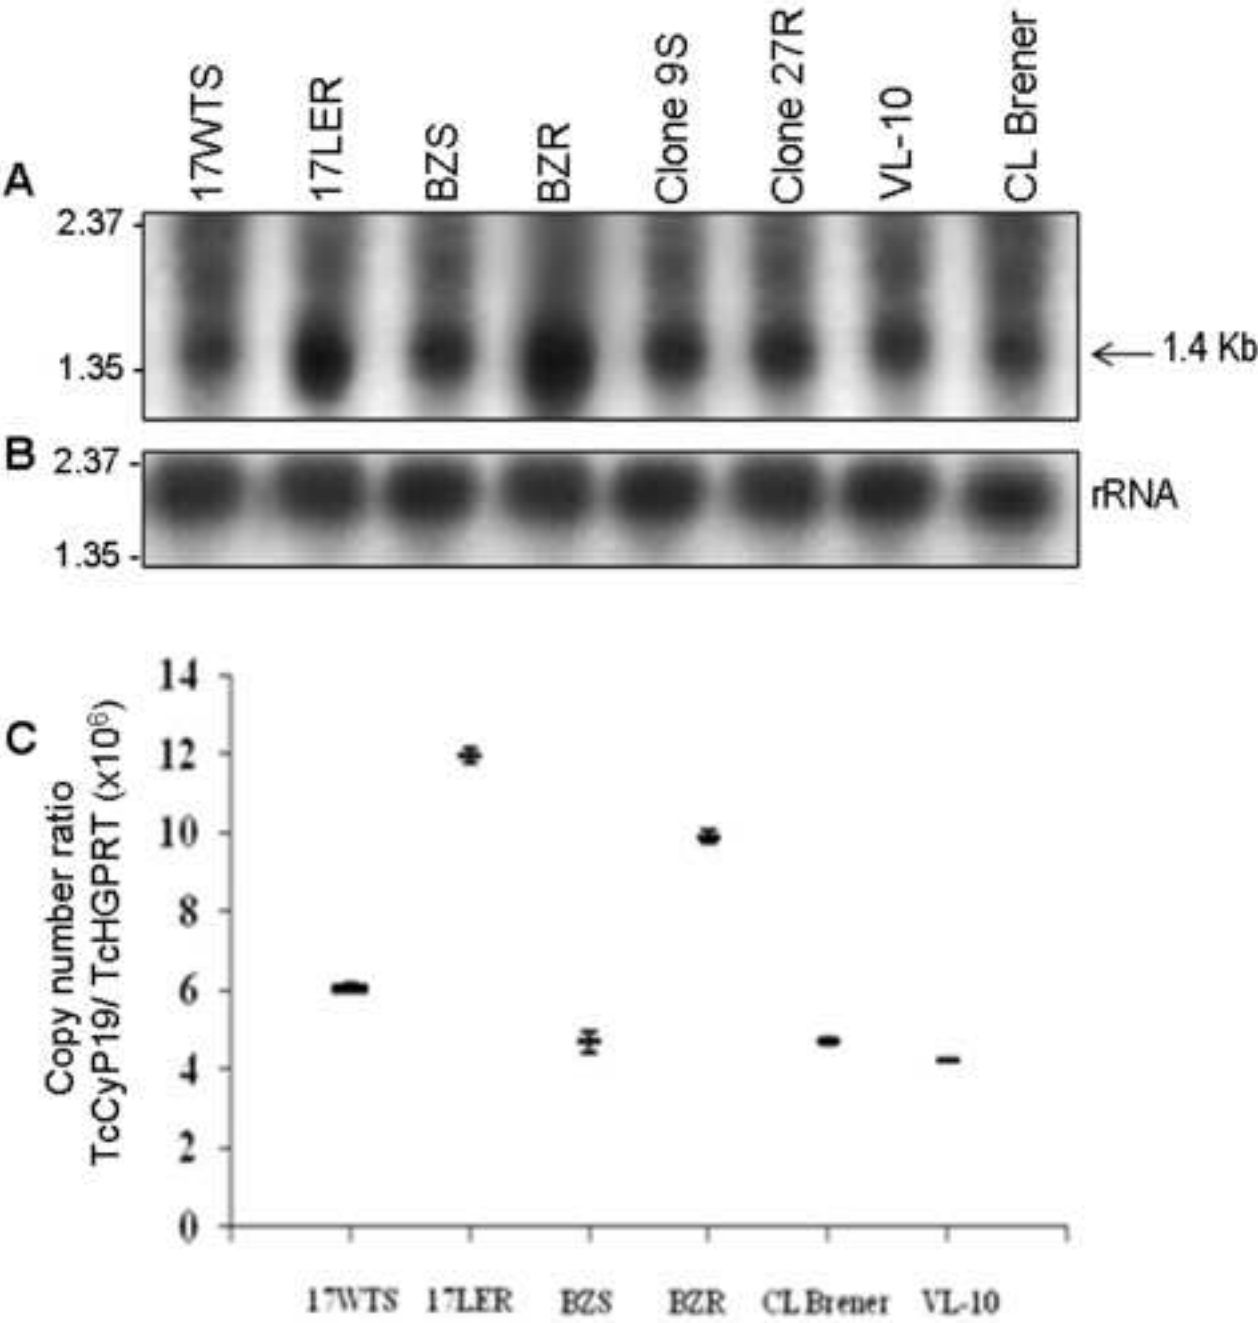 17WTS
17LER
BZS
BZR
Clone 9S
Clone 27R
VL-10
CL Brener
A
2.37
1.35
1.4 Kb
B
2.37
1.35
rRNA
C
Copy number ratio
TcCyP19/ TcHGPRT (x10⁶)
14
12
10
8
6
4
2
0
17WTS 17LER BZS BZR CL Brener VL-10